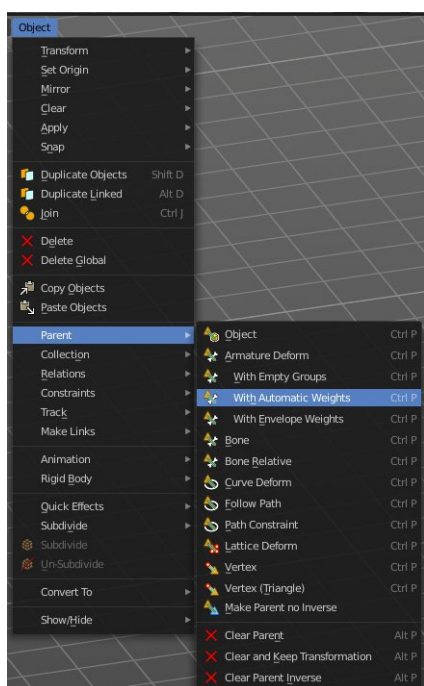 Object
Transform
Set Origin
Mirror
Clear
Apply
Snap
Duplicate Objects Shift D
Duplicate Linked Alt D
Join Ctrl J
Delete
Delete Global
Copy Objects
Paste Objects
Parent
Collection
Relations
Constraints
Track
Make Links
Animation
Rigid Body
Quick Effects
Subdivide
Subdivide
Un-Subdivide
Convert To
Show/Hide
Object Ctrl P
Armature Deform Ctrl P
With Empty Groups Ctrl P
With Automatic Weights Ctrl P
With Envelope Weights Ctrl P
Bone Ctrl P
Bone Relative Ctrl P
Curve Deform Ctrl P
Follow Path Ctrl P
Path Constraint Ctrl P
Lattice Deform Ctrl P
Vertex Ctrl P
Vertex (Triangle) Ctrl P
Make Parent no Inverse
Clear Parent Alt P
Clear and Keep Transformation Alt P
Clear Parent Inverse Alt P